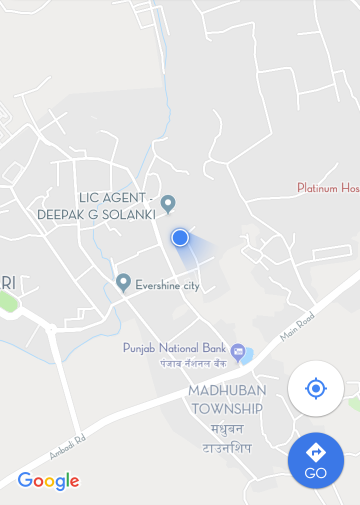 LIC AGENT -
DEEPAK G SOLANKI
Platinum Hos
Evershine city
RI
Main Road
Punjab National Bank
पंजाब नॅशनल बँक
MADHUBAN
TOWNSHIP
मधुबन
टाउनशिप
Ambadi Rd
GO
Google